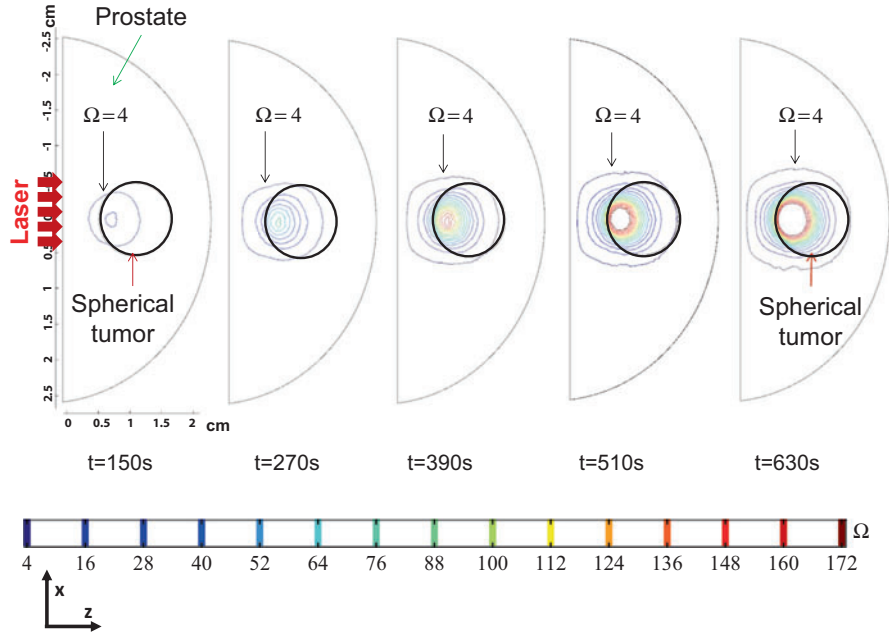 cm
-2.5
-2
-1.5
-1
0.5
1
1.5
2
2.5
Prostate
Ω=4
Ω=4
Ω=4
Ω=4
Ω=4
Laser
Spherical
tumor
Spherical
tumor
0 0.5 1 1.5 2 cm
t=150s t=270s t=390s t=510s t=630s
Ω
4 16 28 40 52 64 76 88 100 112 124 136 148 160 172
x
z